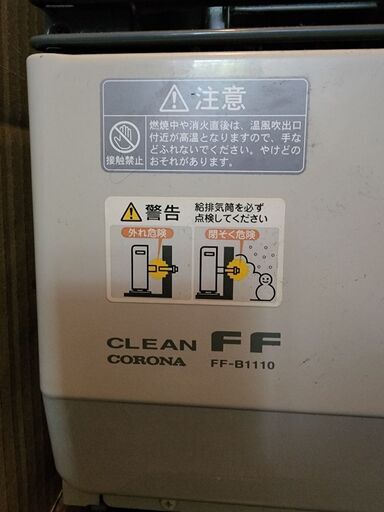 注意
接触禁止
燃焼中や消火直後は、温風吹出口
付近が高温となりますので、手な
どふれないでください。やけどの
おそれがあります。
警告
給排気筒を必ず
点検してください
外れ危険
閉そく危険
CLEAN FF
CORONA FF-B1110